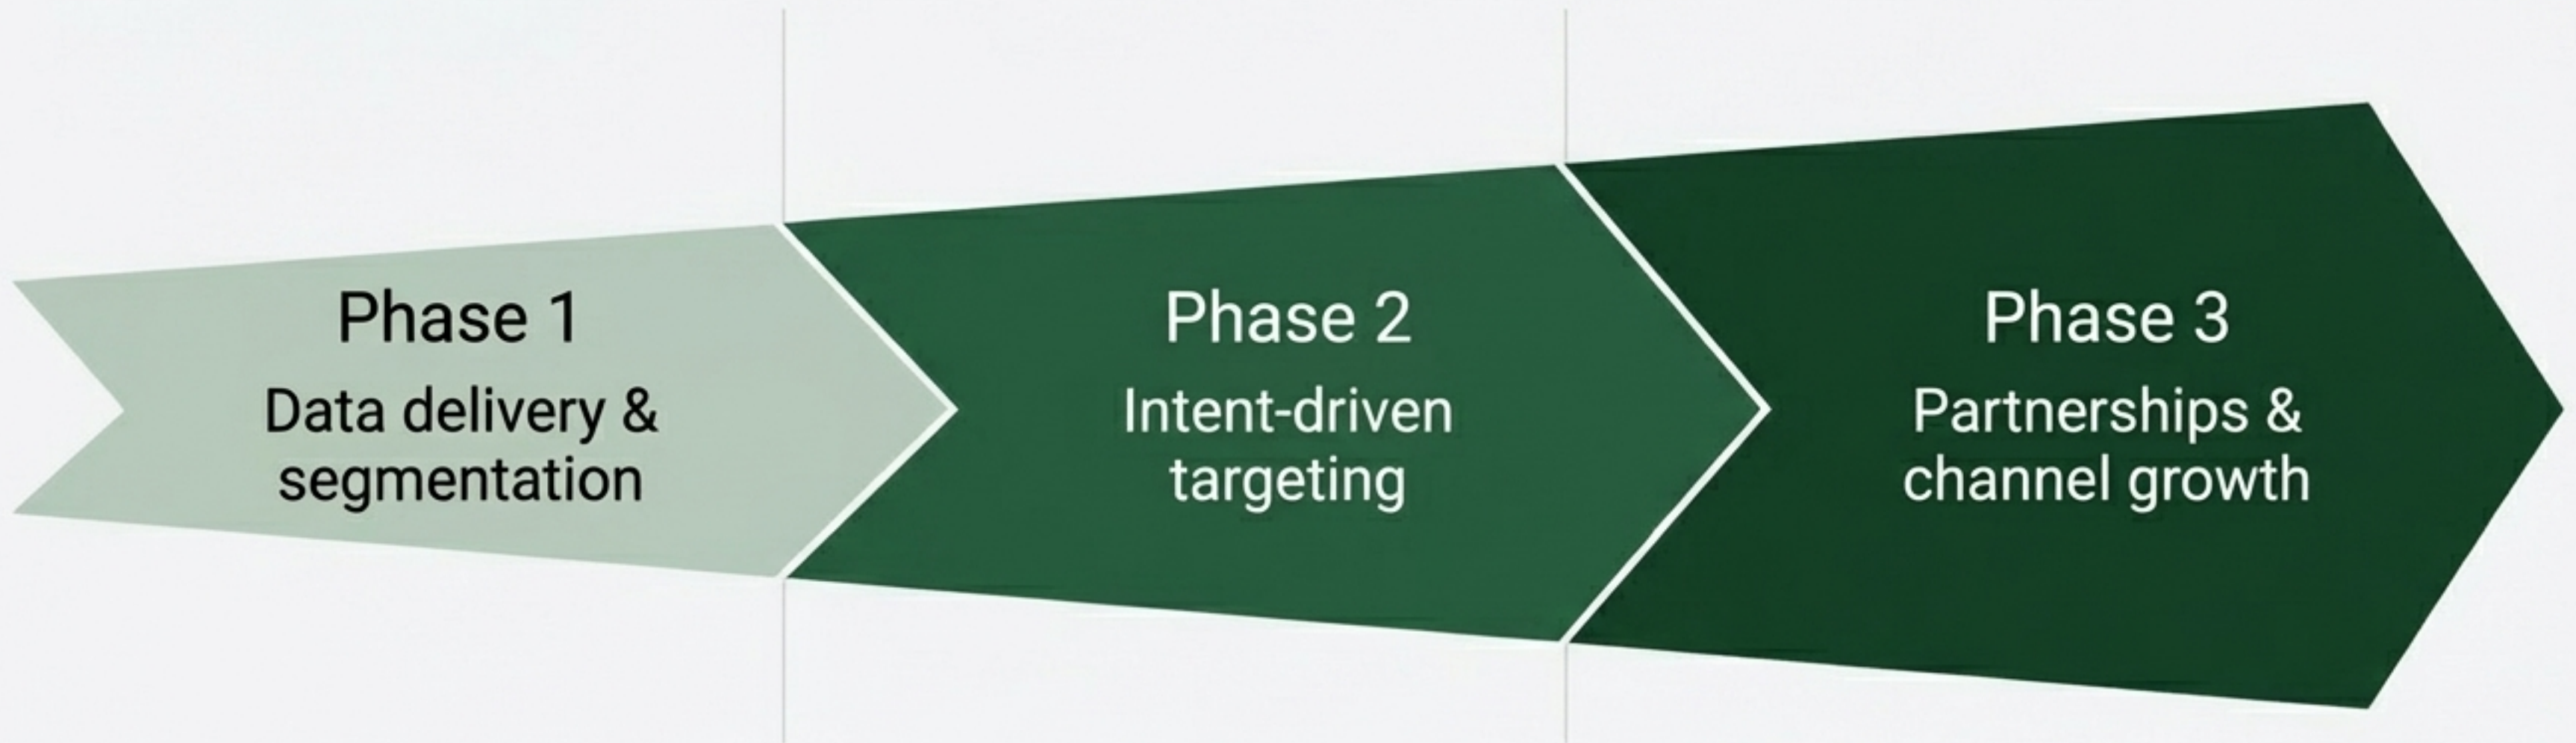 Phase 1
Data delivery &
segmentation
Phase 2
Intent-driven
targeting
Phase 3
Partnerships &
channel growth